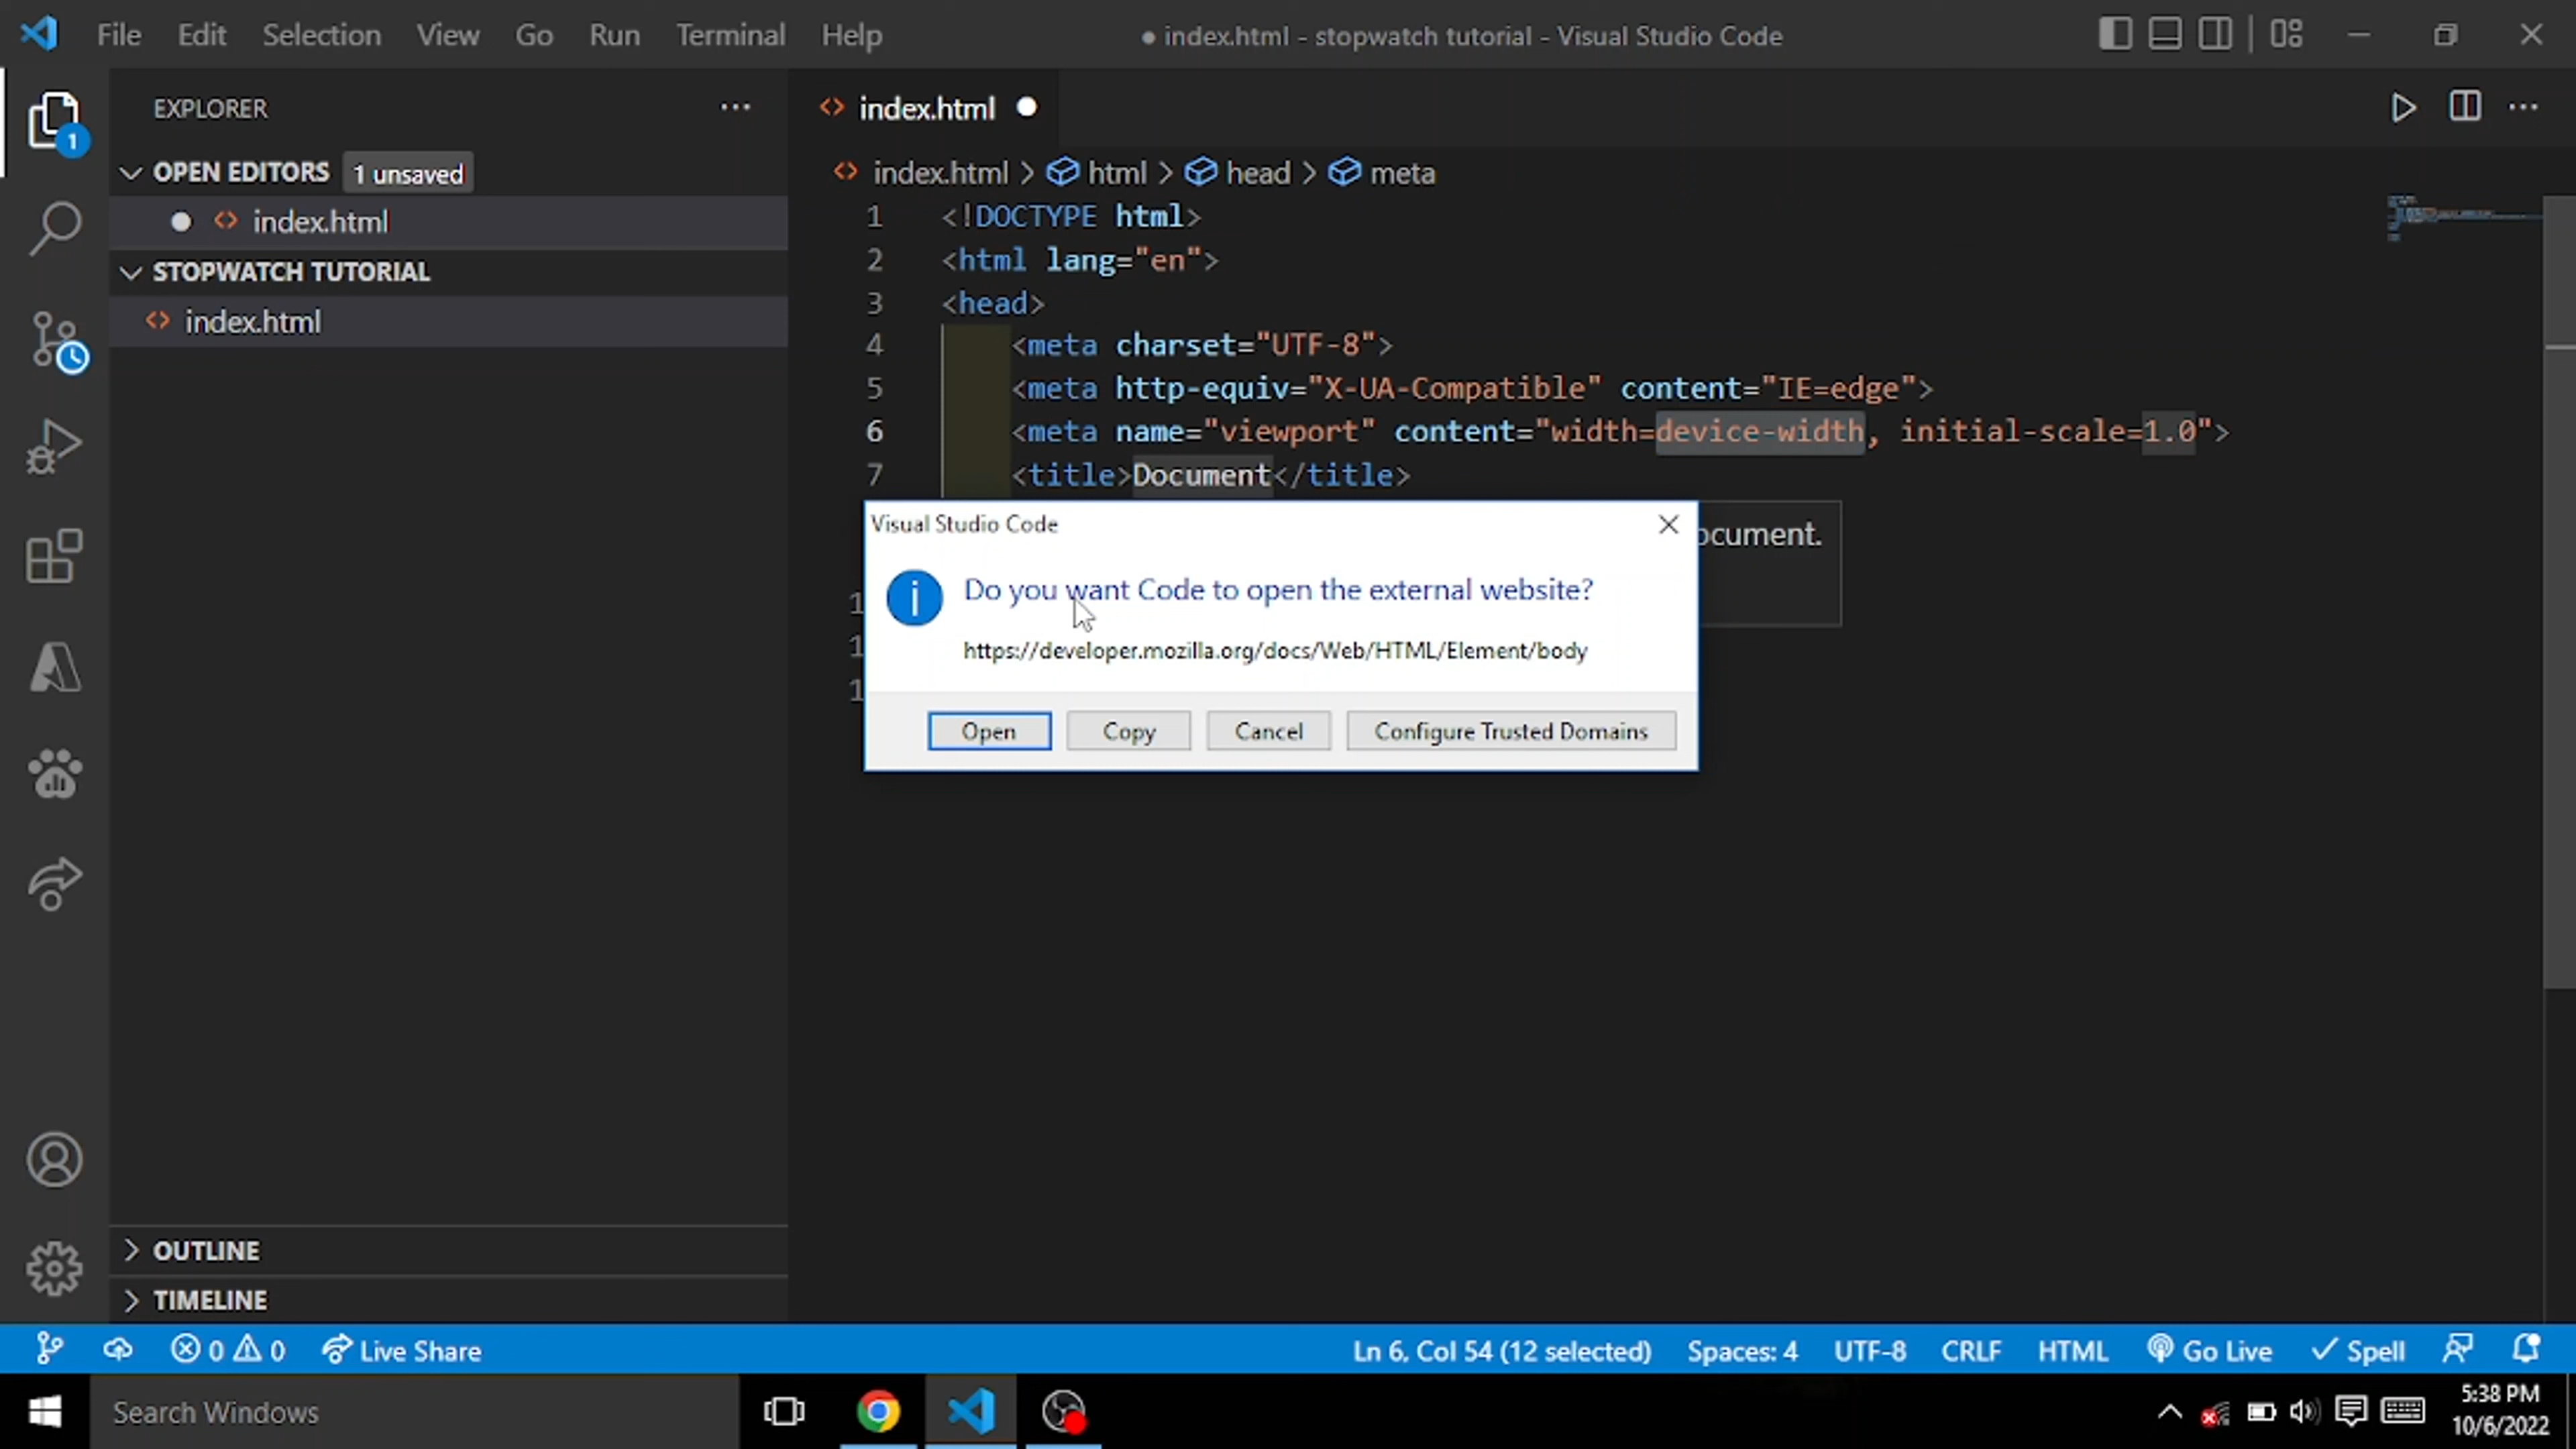 File Edit Selection View Go Run Terminal Help
● index.html - stopwatch tutorial - Visual Studio Code
EXPLORER
1
OPEN EDITORS 1 unsaved
index.html
STOPWATCH TUTORIAL
index.html
OUTLINE
TIMELINE
index.html
index.html > html > head > meta
1 <!DOCTYPE html>
2 <html lang="en">
3 <head>
4 <meta charset="UTF-8">
5 <meta http-equiv="X-UA-Compatible" content="IE=edge">
6 <meta name="viewport" content="width=device-width, initial-scale=1.0">
7 <title>Document</title>
Visual Studio Code
Do you want Code to open the external website?
https://developer.mozilla.org/docs/Web/HTML/Element/body
Open Copy Cancel Configure Trusted Domains
ocument.
1
1
1
0 0 Live Share
Ln 6, Col 54 (12 selected) Spaces: 4 UTF-8 CRLF HTML Go Live Spell
Search Windows
5:38 PM
10/6/2022